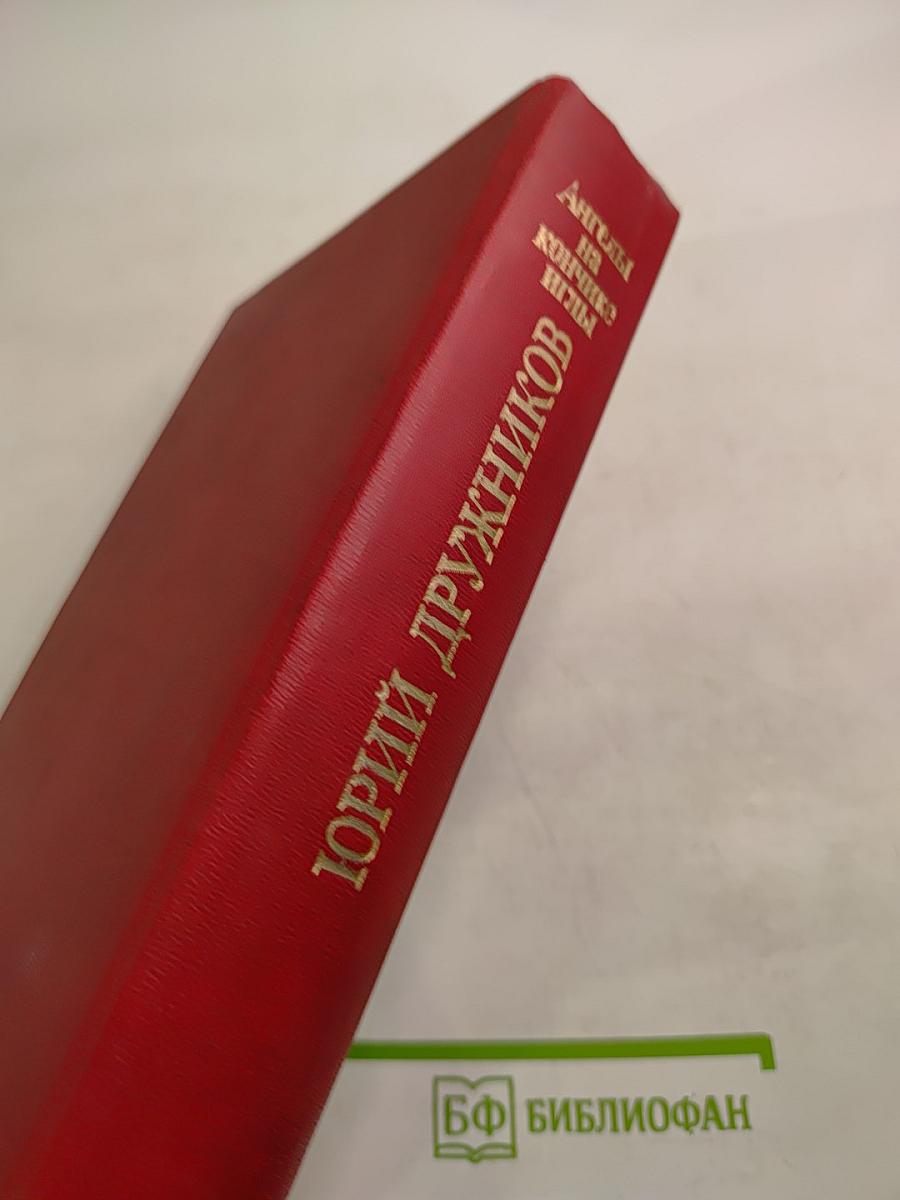 Ангелы
на
кончике
иглы
ЮРИЙ ДРУЖНИКОВ
БФ БИБЛИОФАН